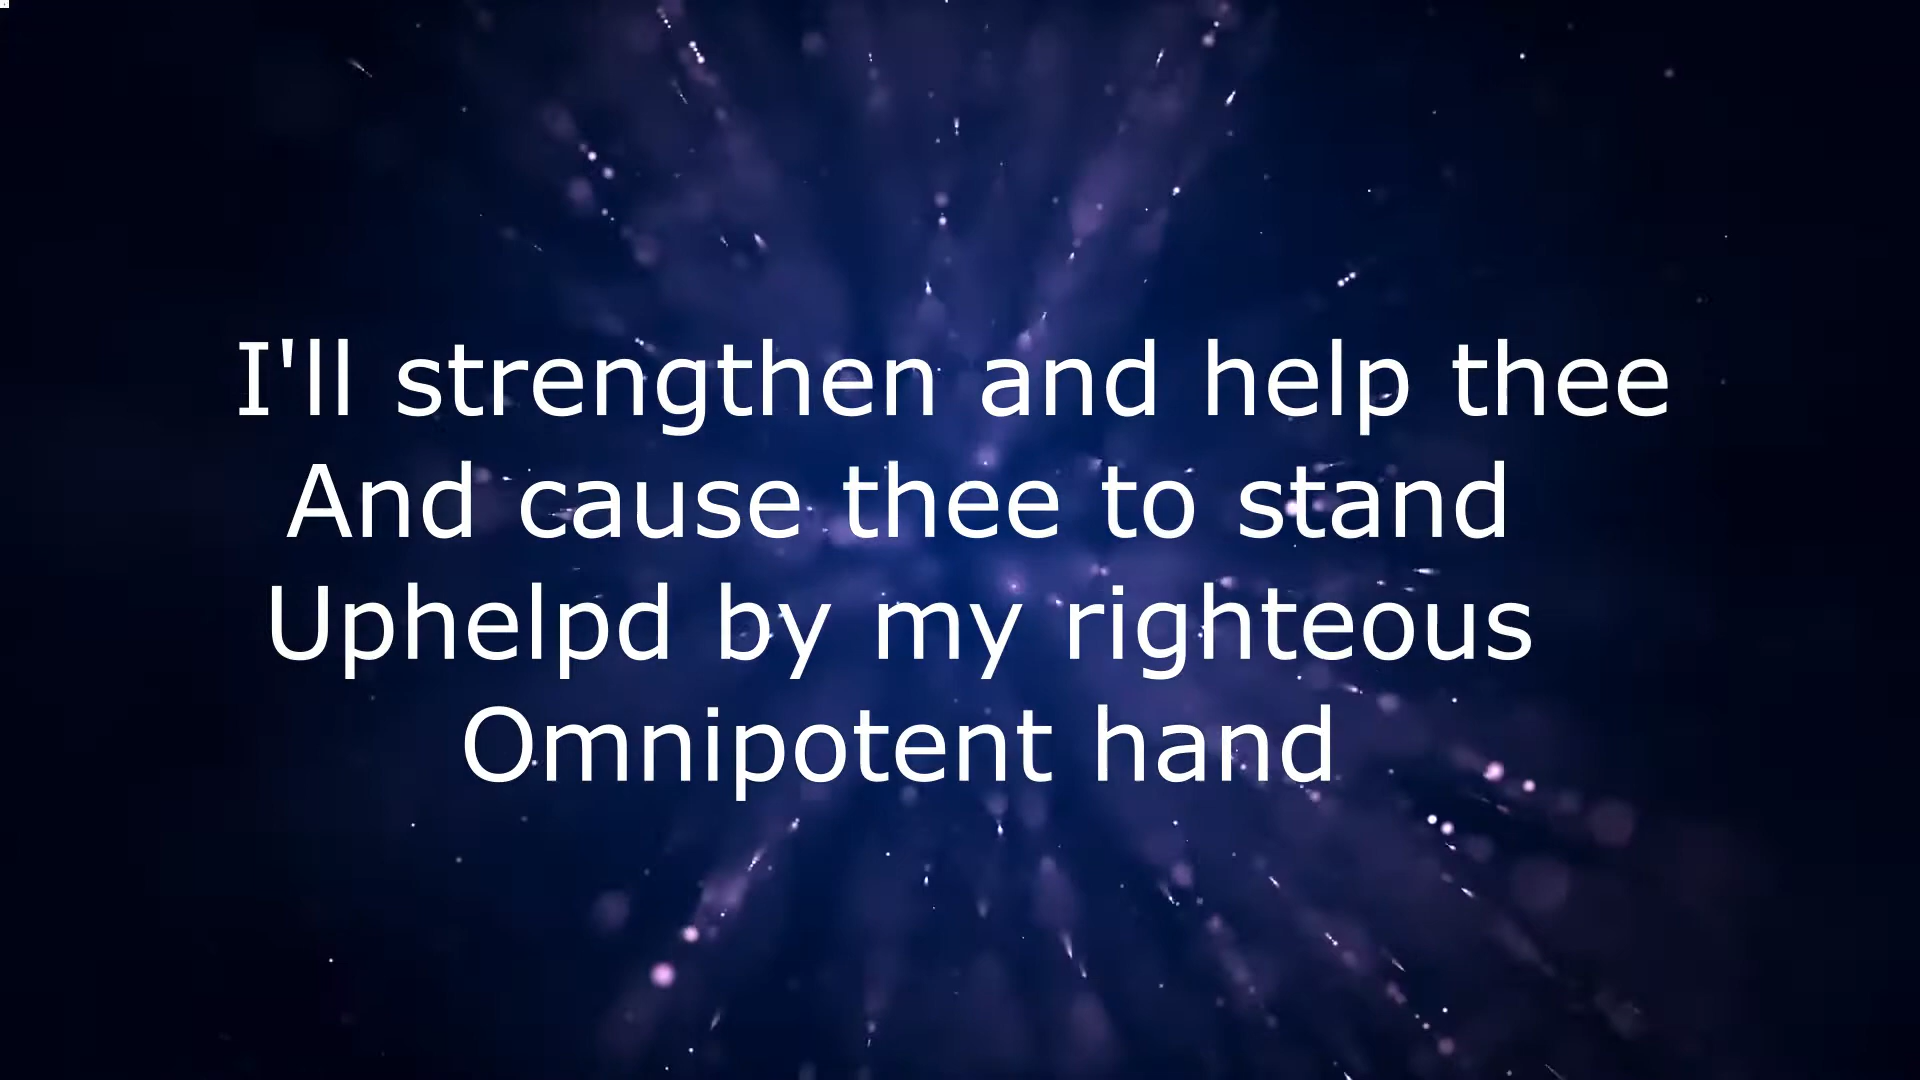 I'll strengthen and help thee
And cause thee to stand
Uphelpd by my righteous
Omnipotent hand